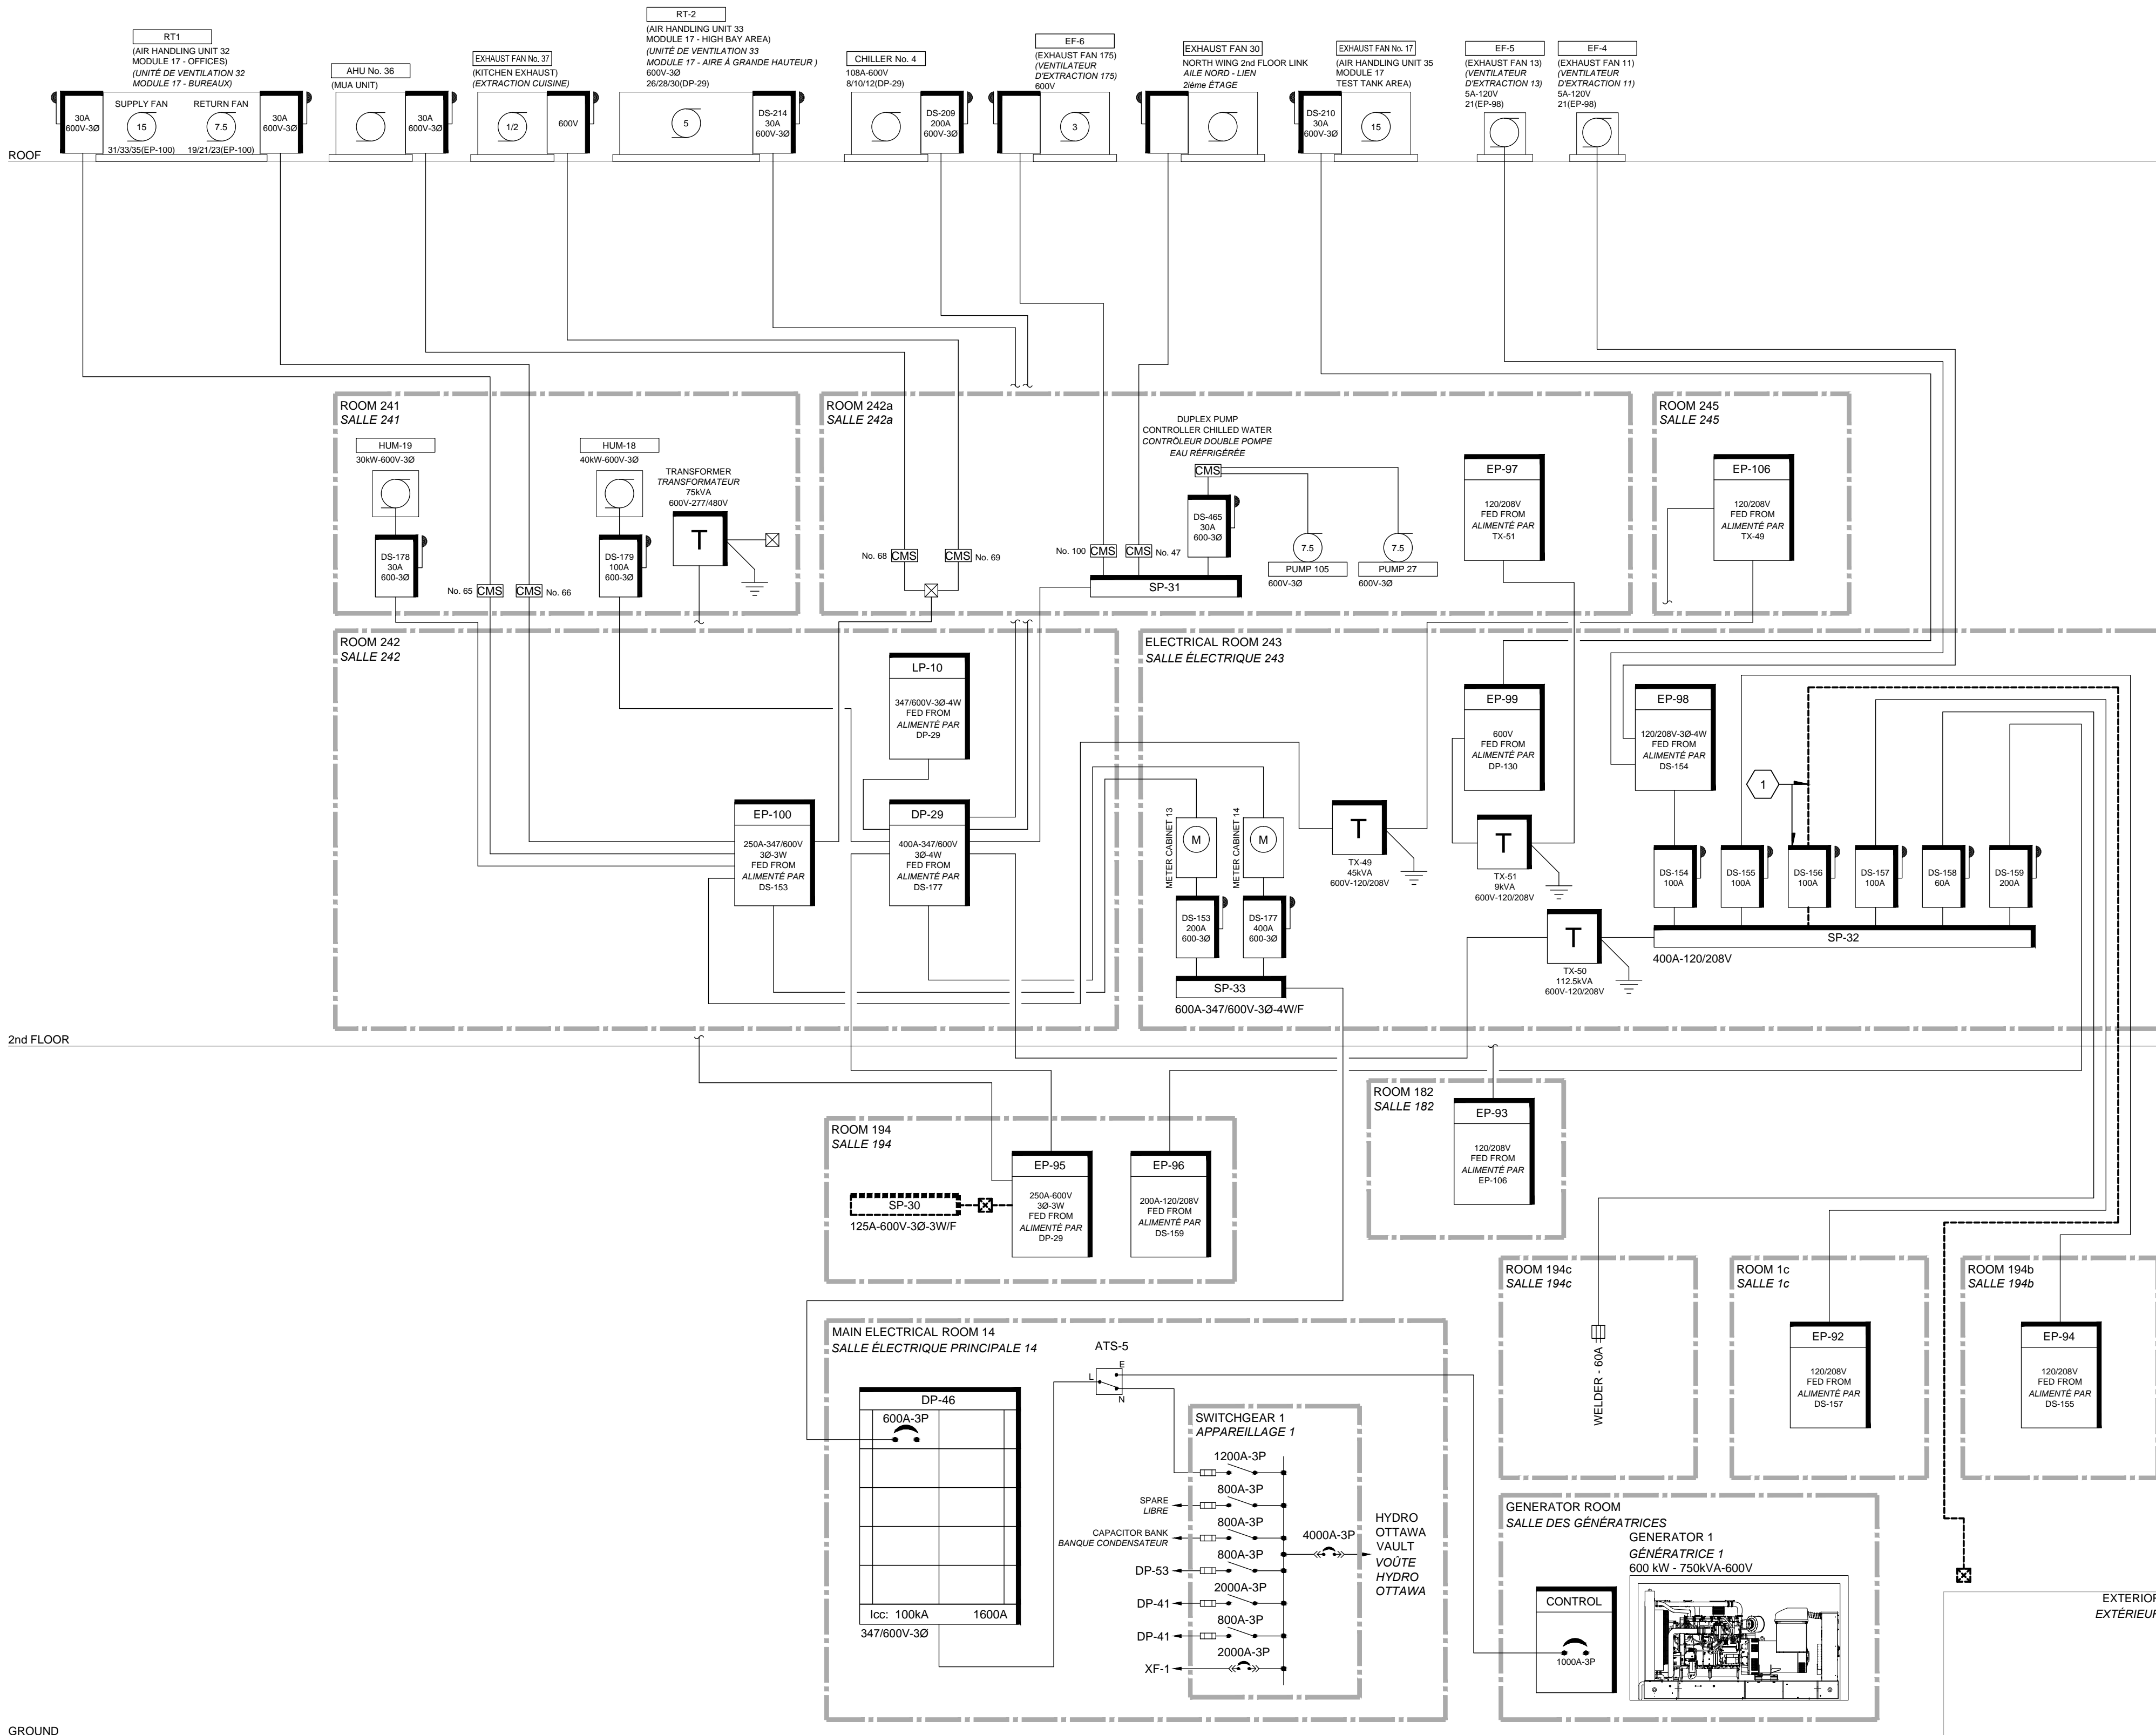 RT1
(AIR HANDLING UNIT 32
MODULE 17 - OFFICES)
(UNITÉ DE VENTILATION 32
MODULE 17 - BUREAUX)
30A
600V-3Ø
SUPPLY FAN
15
31/33/35(EP-100)
RETURN FAN
7.5
19/21/23(EP-100)
30A
600V-3Ø
AHU No. 36
(MUA UNIT)
30A
600V-3Ø
EXHAUST FAN No. 37
(KITCHEN EXHAUST)
(EXTRACTION CUISINE)
1/2
600V
RT-2
(AIR HANDLING UNIT 33
MODULE 17 - HIGH BAY AREA)
(UNITÉ DE VENTILATION 33
MODULE 17 - AIRE À GRANDE HAUTEUR )
600V-3Ø
26/28/30(DP-29)
5
DS-214
30A
600V-3Ø
CHILLER No. 4
108A-600V
8/10/12(DP-29)
DS-209
200A
600V-3Ø
EF-6
(EXHAUST FAN 175)
(VENTILATEUR
D'EXTRACTION 175)
600V
3
EXHAUST FAN 30
NORTH WING 2nd FLOOR LINK
AILE NORD - LIEN
2ième ÉTAGE
EXHAUST FAN No. 17
(AIR HANDLING UNIT 35
MODULE 17
TEST TANK AREA)
DS-210
30A
600V-3Ø
15
EF-5
(EXHAUST FAN 13)
(VENTILATEUR
D'EXTRACTION 13)
5A-120V
21(EP-98)
EF-4
(EXHAUST FAN 11)
(VENTILATEUR
D'EXTRACTION 11)
5A-120V
21(EP-98)
ROOF
ROOM 241
SALLE 241
HUM-19
30kW-600V-3Ø
DS-178
30A
600-3Ø
No. 65 CMS
CMS No. 66
HUM-18
40kW-600V-3Ø
DS-179
100A
600-3Ø
TRANSFORMER
TRANSFORMATEUR
75kVA
600V-277/480V
T
ROOM 242a
SALLE 242a
No. 68 CMS
CMS No. 69
No. 100 CMS
CMS No. 47
SP-31
DUPLEX PUMP
CONTROLLER CHILLED WATER
CONTRÔLEUR DOUBLE POMPE
EAU RÉFRIGÉRÉE
CMS
DS-465
30A
600-3Ø
7.5
PUMP 105
600V-3Ø
7.5
PUMP 27
600V-3Ø
EP-97
120/208V
FED FROM
ALIMENTÉ PAR
TX-51
ROOM 245
SALLE 245
EP-106
120/208V
FED FROM
ALIMENTÉ PAR
TX-49
ROOM 242
SALLE 242
LP-10
347/600V-3Ø-4W
FED FROM
ALIMENTÉ PAR
DP-29
EP-100
250A-347/600V
3Ø-3W
FED FROM
ALIMENTÉ PAR
DS-153
DP-29
400A-347/600V
3Ø-4W
FED FROM
ALIMENTÉ PAR
DS-177
ELECTRICAL ROOM 243
SALLE ÉLECTRIQUE 243
METER CABINET 13
M
METER CABINET 14
M
DS-153
200A
600-3Ø
DS-177
400A
600-3Ø
SP-33
600A-347/600V-3Ø-4W/F
T
TX-49
45kVA
600V-120/208V
EP-99
600V
FED FROM
ALIMENTÉ PAR
DP-130
T
TX-51
9kVA
600V-120/208V
EP-98
120/208V-3Ø-4W
FED FROM
ALIMENTÉ PAR
DS-154
1
DS-154
100A
DS-155
100A
DS-156
100A
DS-157
100A
DS-158
60A
DS-159
200A
T
TX-50
112.5kVA
600V-120/208V
SP-32
400A-120/208V
2nd FLOOR
ROOM 194
SALLE 194
SP-30
125A-600V-3Ø-3W/F
EP-95
250A-600V
3Ø-3W
FED FROM
ALIMENTÉ PAR
DP-29
EP-96
200A-120/208V
FED FROM
ALIMENTÉ PAR
DS-159
ROOM 182
SALLE 182
EP-93
120/208V
FED FROM
ALIMENTÉ PAR
EP-106
ROOM 194c
SALLE 194c
WELDER - 60A
ROOM 1c
SALLE 1c
EP-92
120/208V
FED FROM
ALIMENTÉ PAR
DS-157
ROOM 194b
SALLE 194b
EP-94
120/208V
FED FROM
ALIMENTÉ PAR
DS-155
MAIN ELECTRICAL ROOM 14
SALLE ÉLECTRIQUE PRINCIPALE 14
DP-46
600A-3P
Icc: 100kA 1600A
347/600V-3Ø
ATS-5
E
L
N
SWITCHGEAR 1
APPAREILLAGE 1
1200A-3P
800A-3P
SPARE
LIBRE
800A-3P
CAPACITOR BANK
BANQUE CONDENSATEUR
800A-3P
DP-53
2000A-3P
DP-41
800A-3P
DP-41
2000A-3P
XF-1
4000A-3P
HYDRO
OTTAWA
VAULT
VOÛTE
HYDRO
OTTAWA
GENERATOR ROOM
SALLE DES GÉNÉRATRICES
GENERATOR 1
GÉNÉRATRICE 1
600 kW - 750kVA-600V
CONTROL
1000A-3P
EXTERIOR
EXTÉRIEUR
GROUND